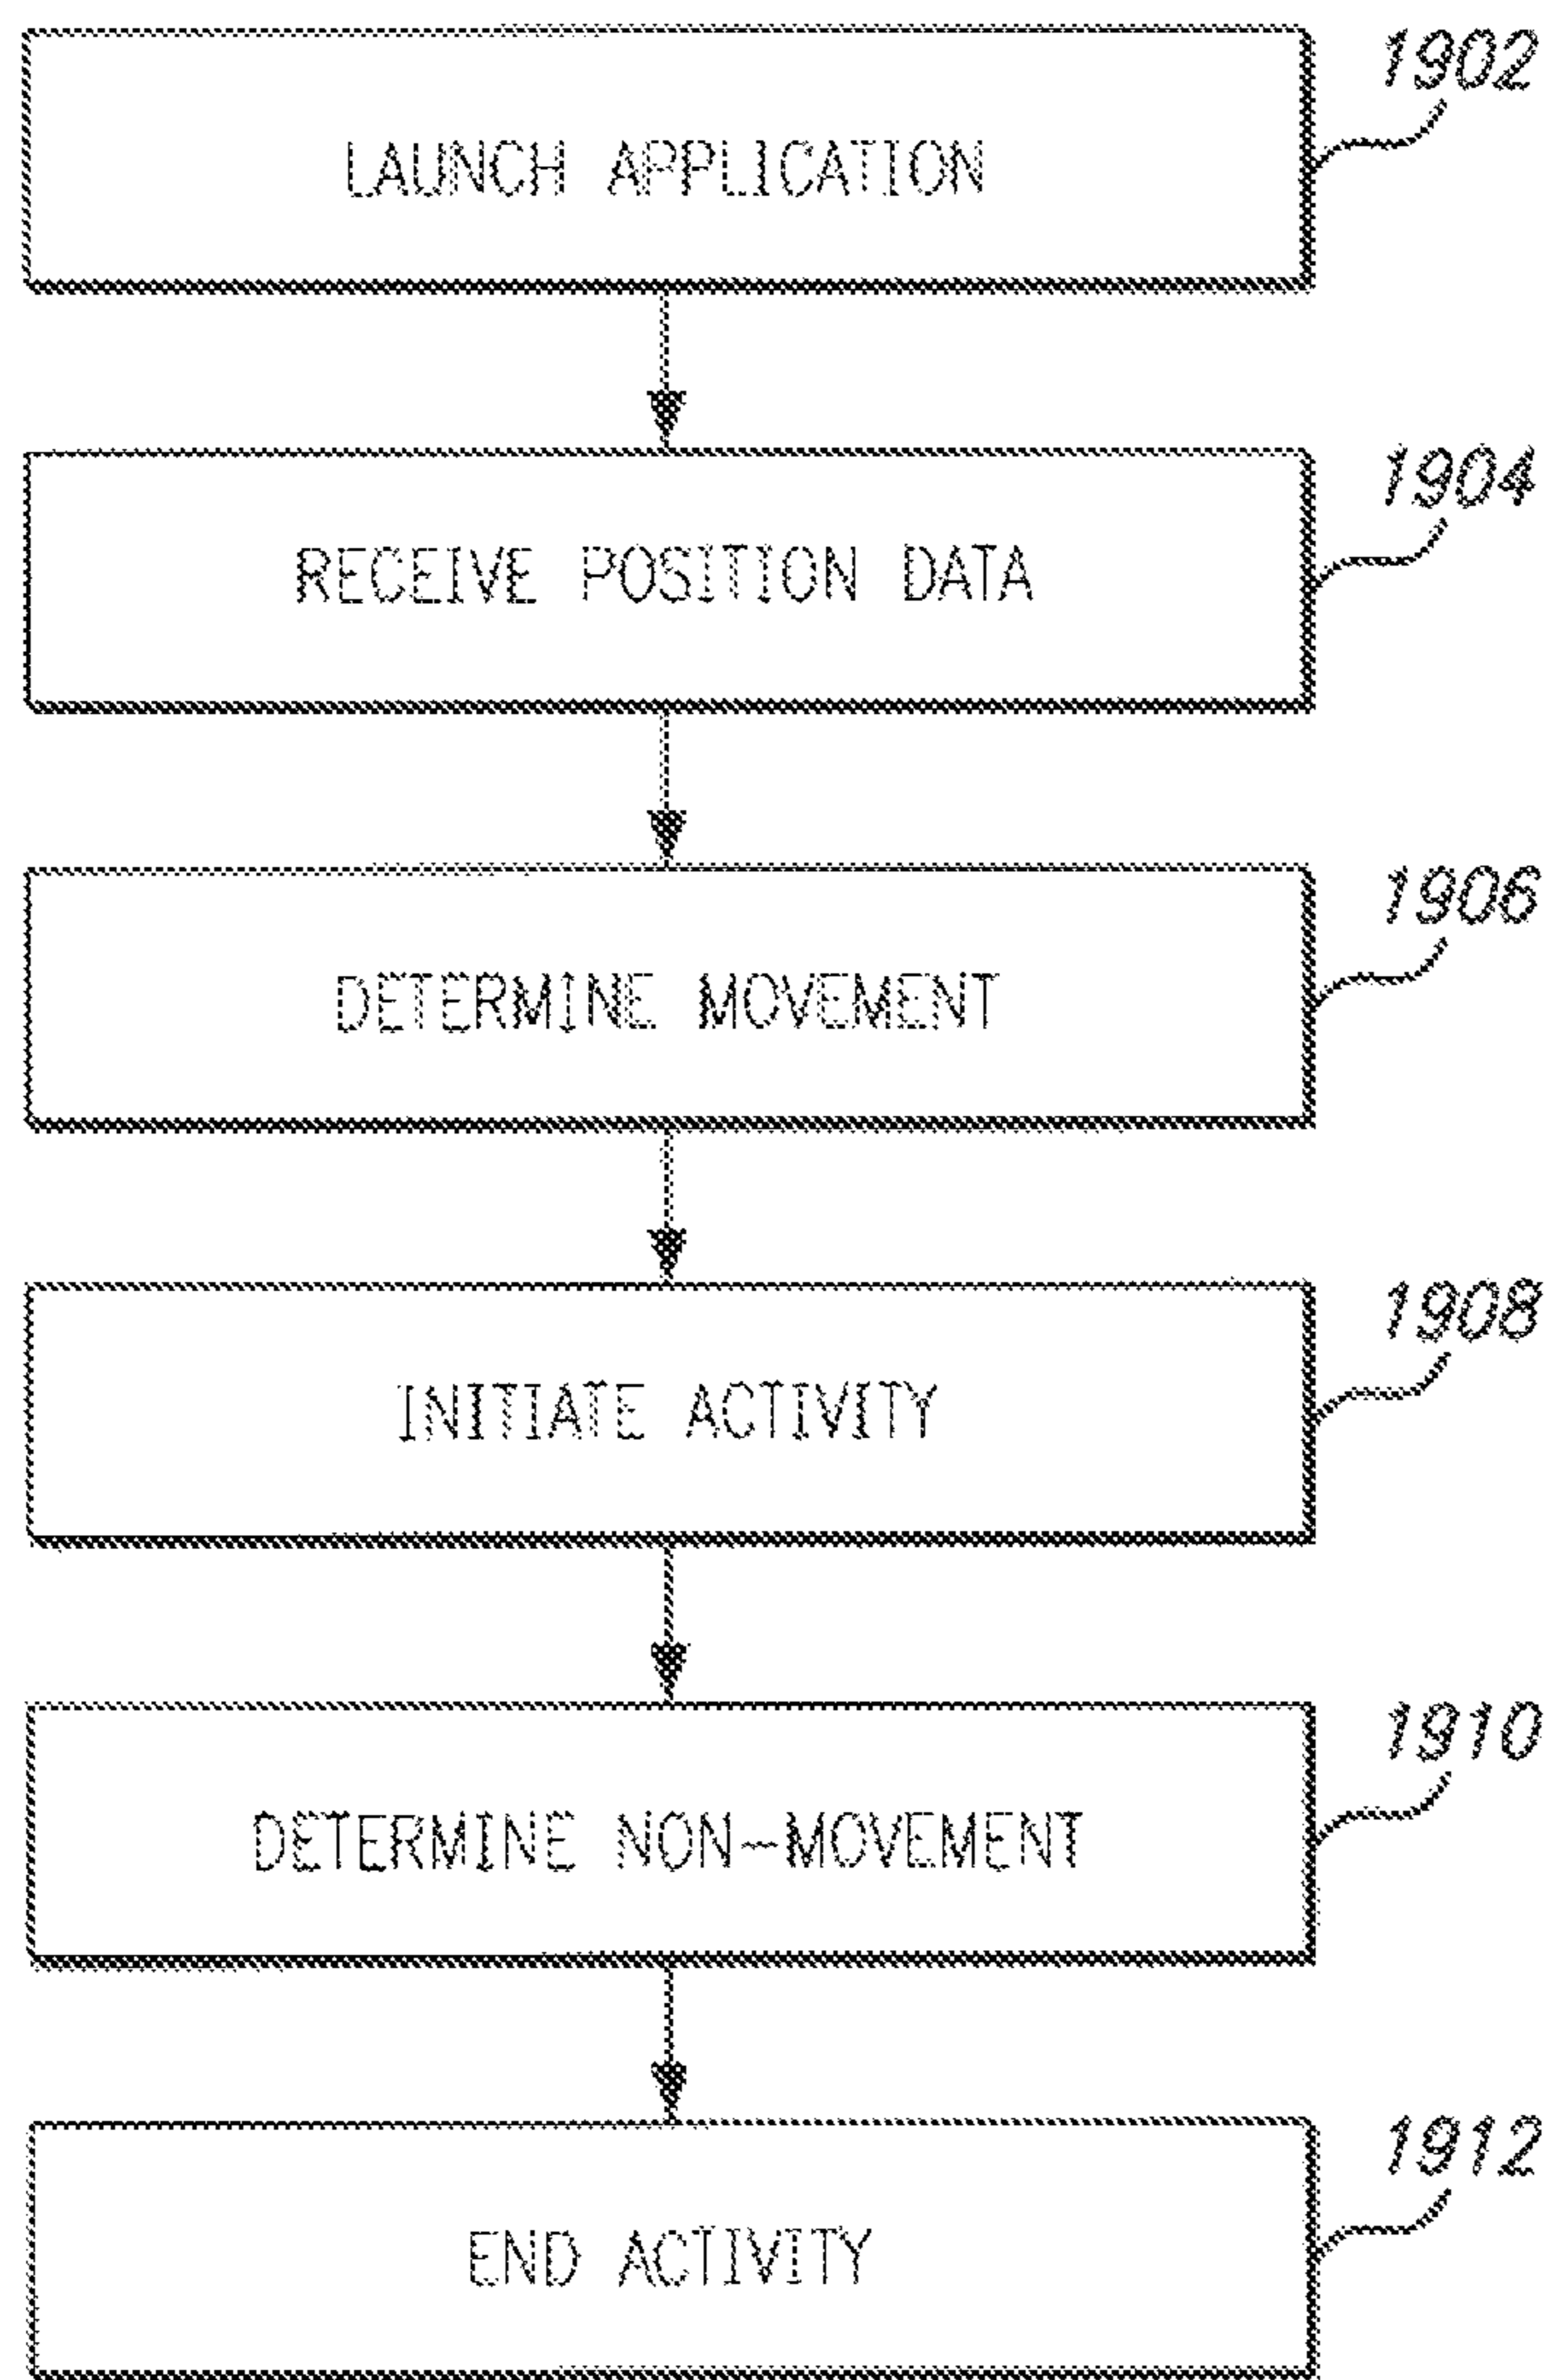 LAUNCH APPLICATION
1902
RECEIVE POSITION DATA
1904
DETERMINE MOVEMENT
1906
INITIATE ACTIVITY
1908
DETERMINE NON-MOVEMENT
1910
END ACTIVITY
1912